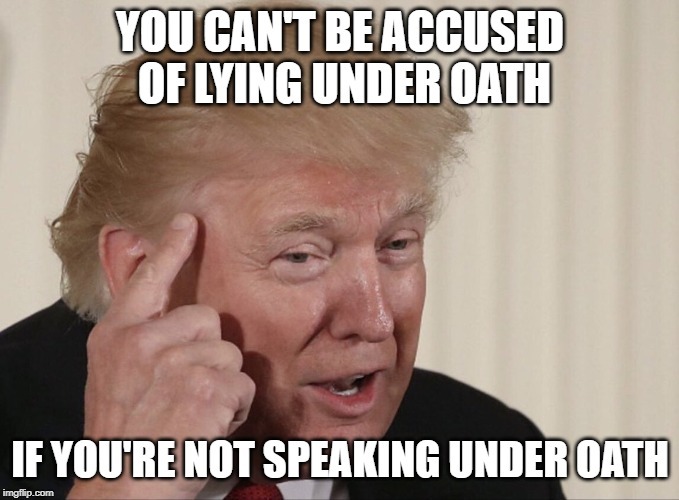 YOU CAN'T BE ACCUSED
OF LYING UNDER OATH
IF YOU'RE NOT SPEAKING UNDER OATH
imgflip.com